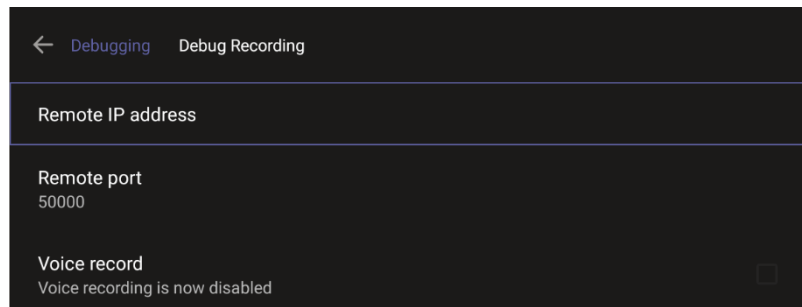 Debugging Debug Recording
Remote IP address
Remote port
50000
Voice record
Voice recording is now disabled